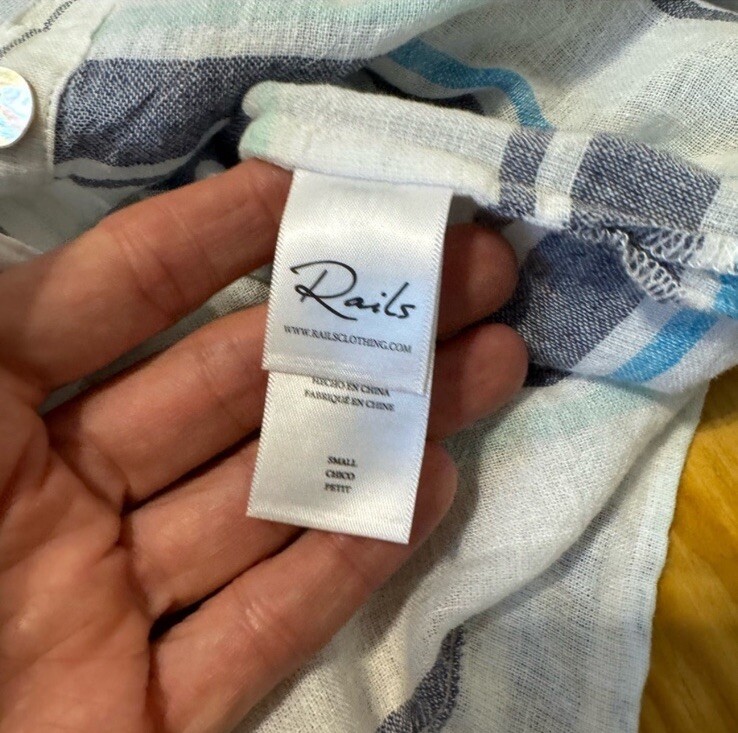 Rails
WWW.RAILSCLOTHING.COM
HECHO EN CHINA
FABRIQUÉ EN CHINE
SMALL
CHICO
PETIT